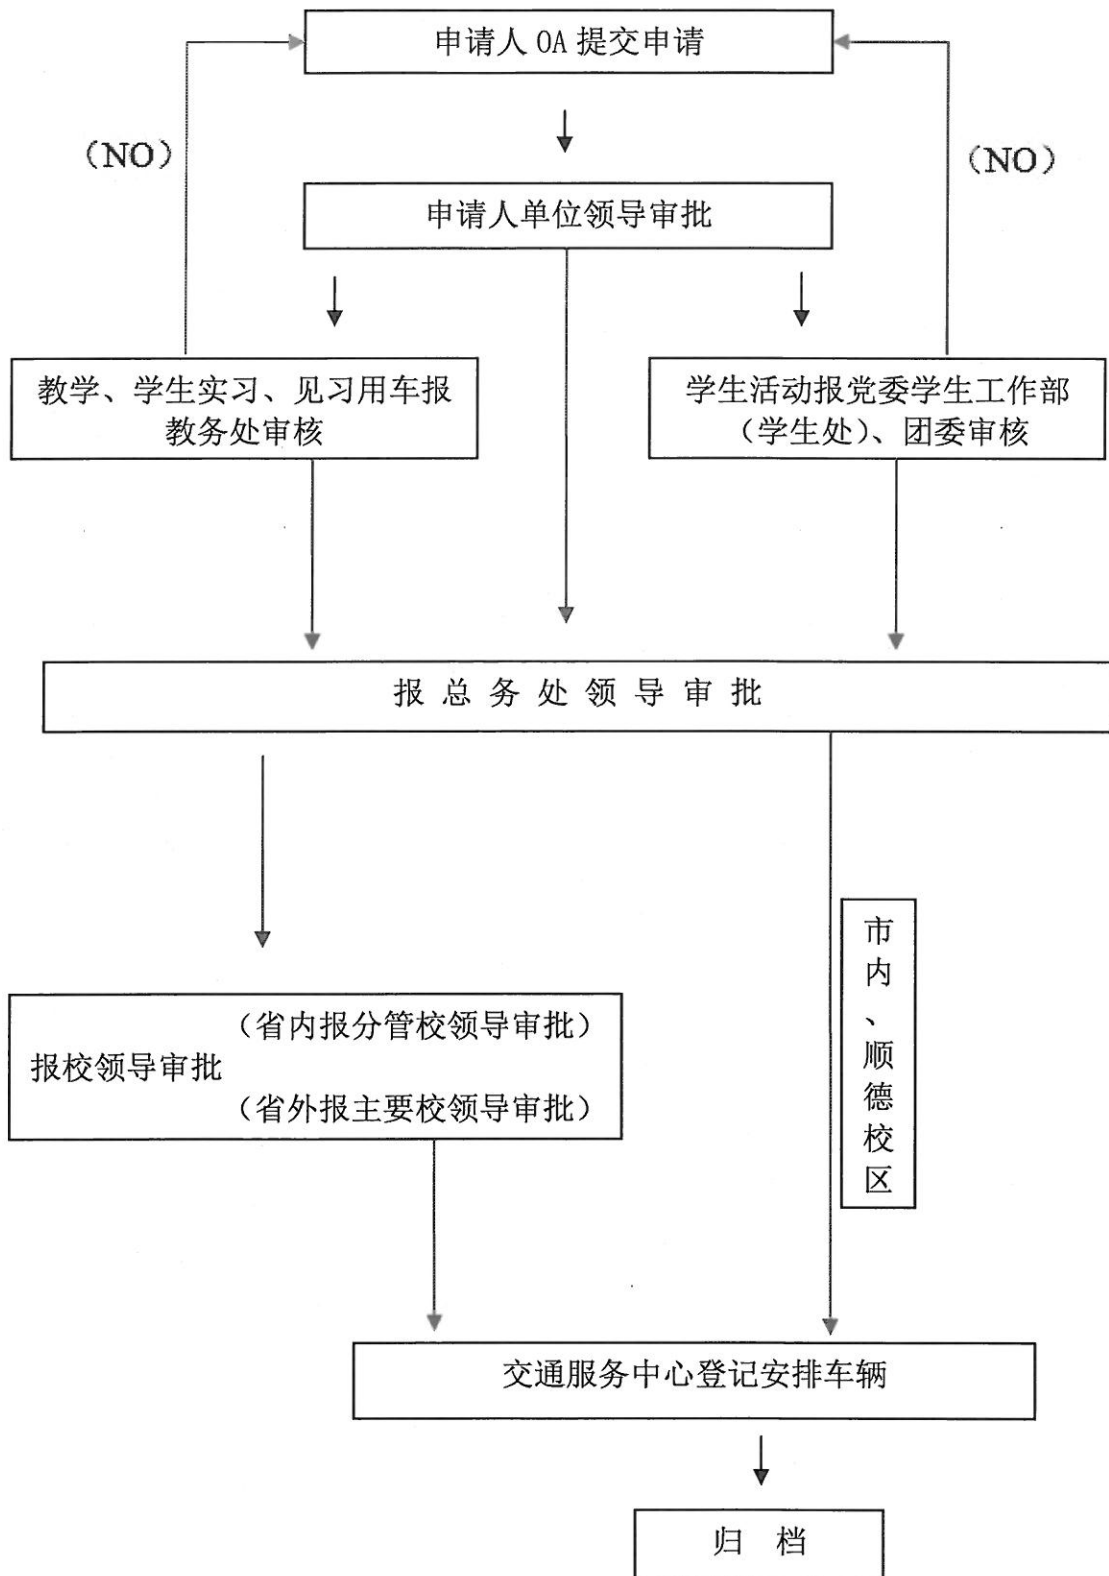 申请人 OA 提交申请
（NO）
（NO）
申请人单位领导审批
教学、学生实习、见习用车报
教务处审核
学生活动报党委学生工作部
（学生处）、团委审核
报 总 务 处 领 导 审 批
市内、顺德校区
（省内报分管校领导审批）
报校领导审批
（省外报主要校领导审批）
交通服务中心登记安排车辆
归 档